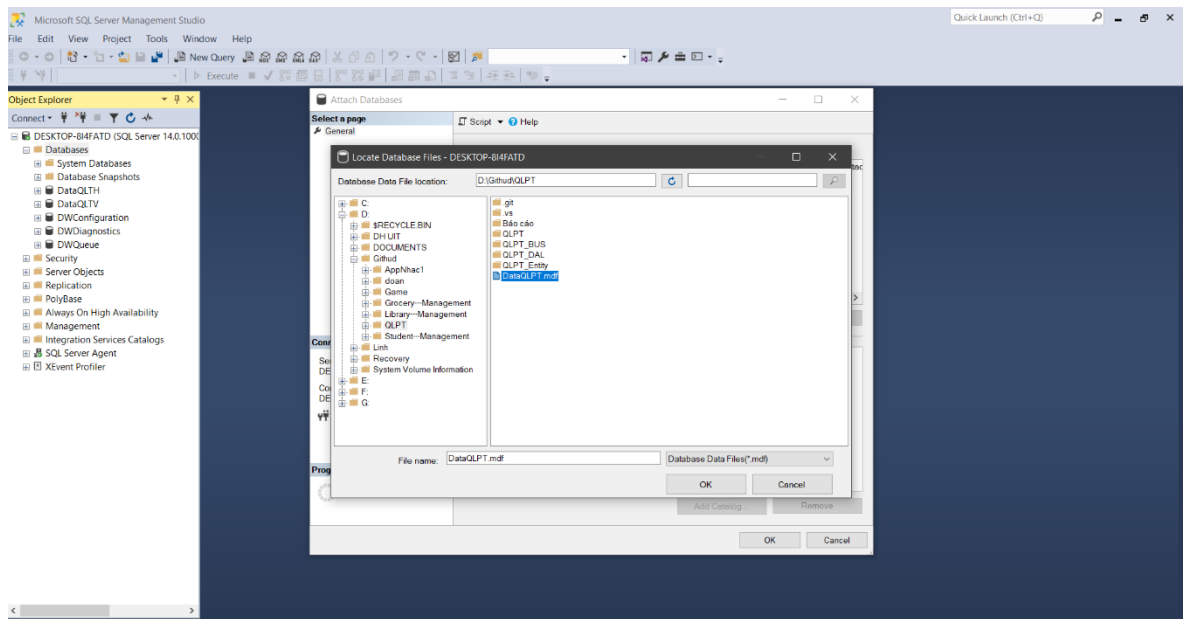 Microsoft SQL Server Management Studio
Quick Launch (Ctrl+Q)
File Edit View Project Tools Window Help
New Query
Execute
Object Explorer
Connect
DESKTOP-8I4FATD (SQL Server 14.0.1000
Databases
System Databases
Database Snapshots
DataQLTH
DataQLTV
DWConfiguration
DWDiagnostics
DWQueue
Security
Server Objects
Replication
PolyBase
Always On High Availability
Management
Integration Services Catalogs
SQL Server Agent
XEvent Profiler
Attach Databases
Select a page
General
Script Help
Locate Database Files - DESKTOP-8I4FATD
Database Data File location: D:\Githud\QLPT
C:
D:
$RECYCLE.BIN
DH UIT
DOCUMENTS
Githud
AppNhac1
doan
Game
Grocery---Management
Library---Management
QLPT
Student---Management
Linh
Recovery
System Volume Information
E:
F:
G:
.git
.vs
Báo cáo
QLPT
QLPT_BUS
QLPT_DAL
QLPT_Entity
DataQLPT.mdf
File name: DataQLPT.mdf Database Data Files(*.mdf)
OK Cancel
Conn
Se
DE
Co
DE
Prog
Add Catalog... Remove
OK Cancel